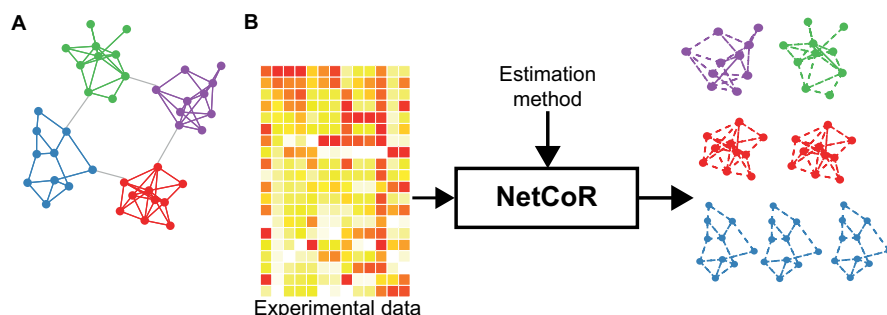 A
B
Estimation
method
NetCoR
Experimental data